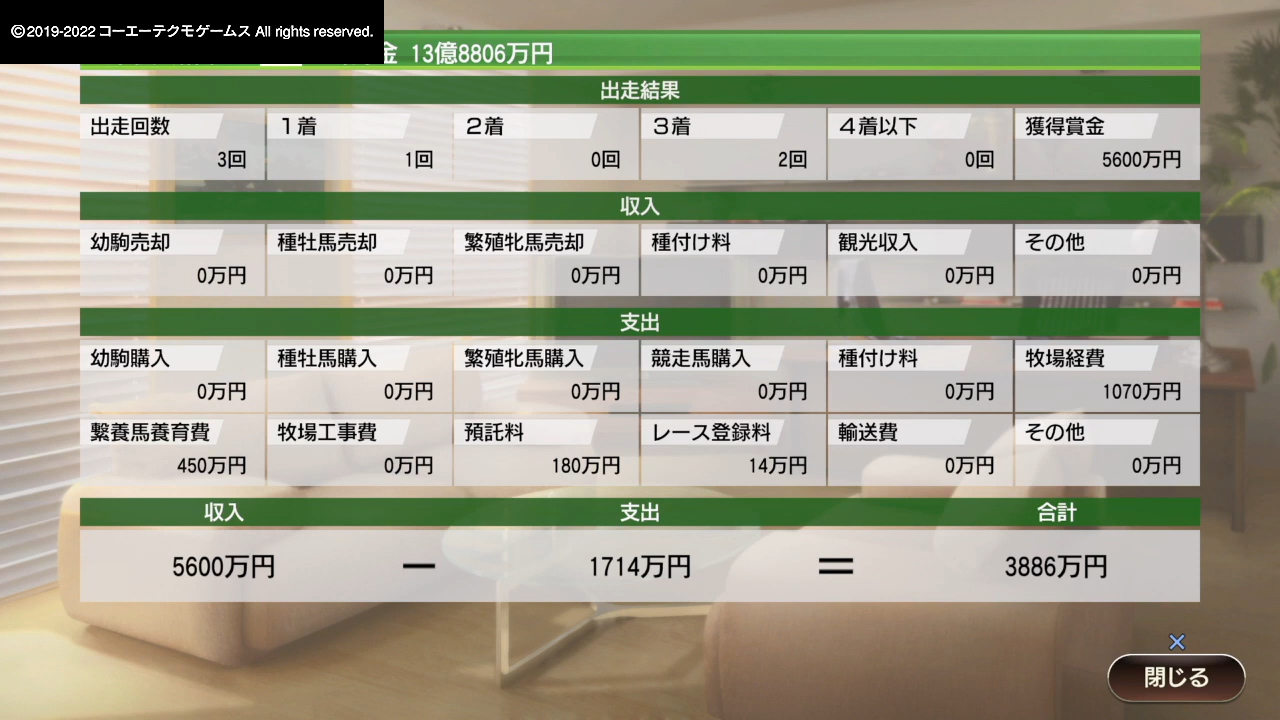 ©2019-2022 コーエーテクモゲームス All rights reserved.
金 13億8806万円
出走結果
出走回数 1着 2着 3着 4着以下 獲得賞金
3回 1回 0回 2回 0回 5600万円
収入
幼駒売却 種牡馬売却 繁殖牝馬売却 種付け料 観光収入 その他
0万円 0万円 0万円 0万円 0万円 0万円
支出
幼駒購入 種牡馬購入 繁殖牝馬購入 競走馬購入 種付け料 牧場経費
0万円 0万円 0万円 0万円 0万円 1070万円
繋養馬養育費 牧場工事費 預託料 レース登録料 輸送費 その他
450万円 0万円 180万円 14万円 0万円 0万円
収入 支出 合計
5600万円 ー 1714万円 = 3886万円
×
閉じる